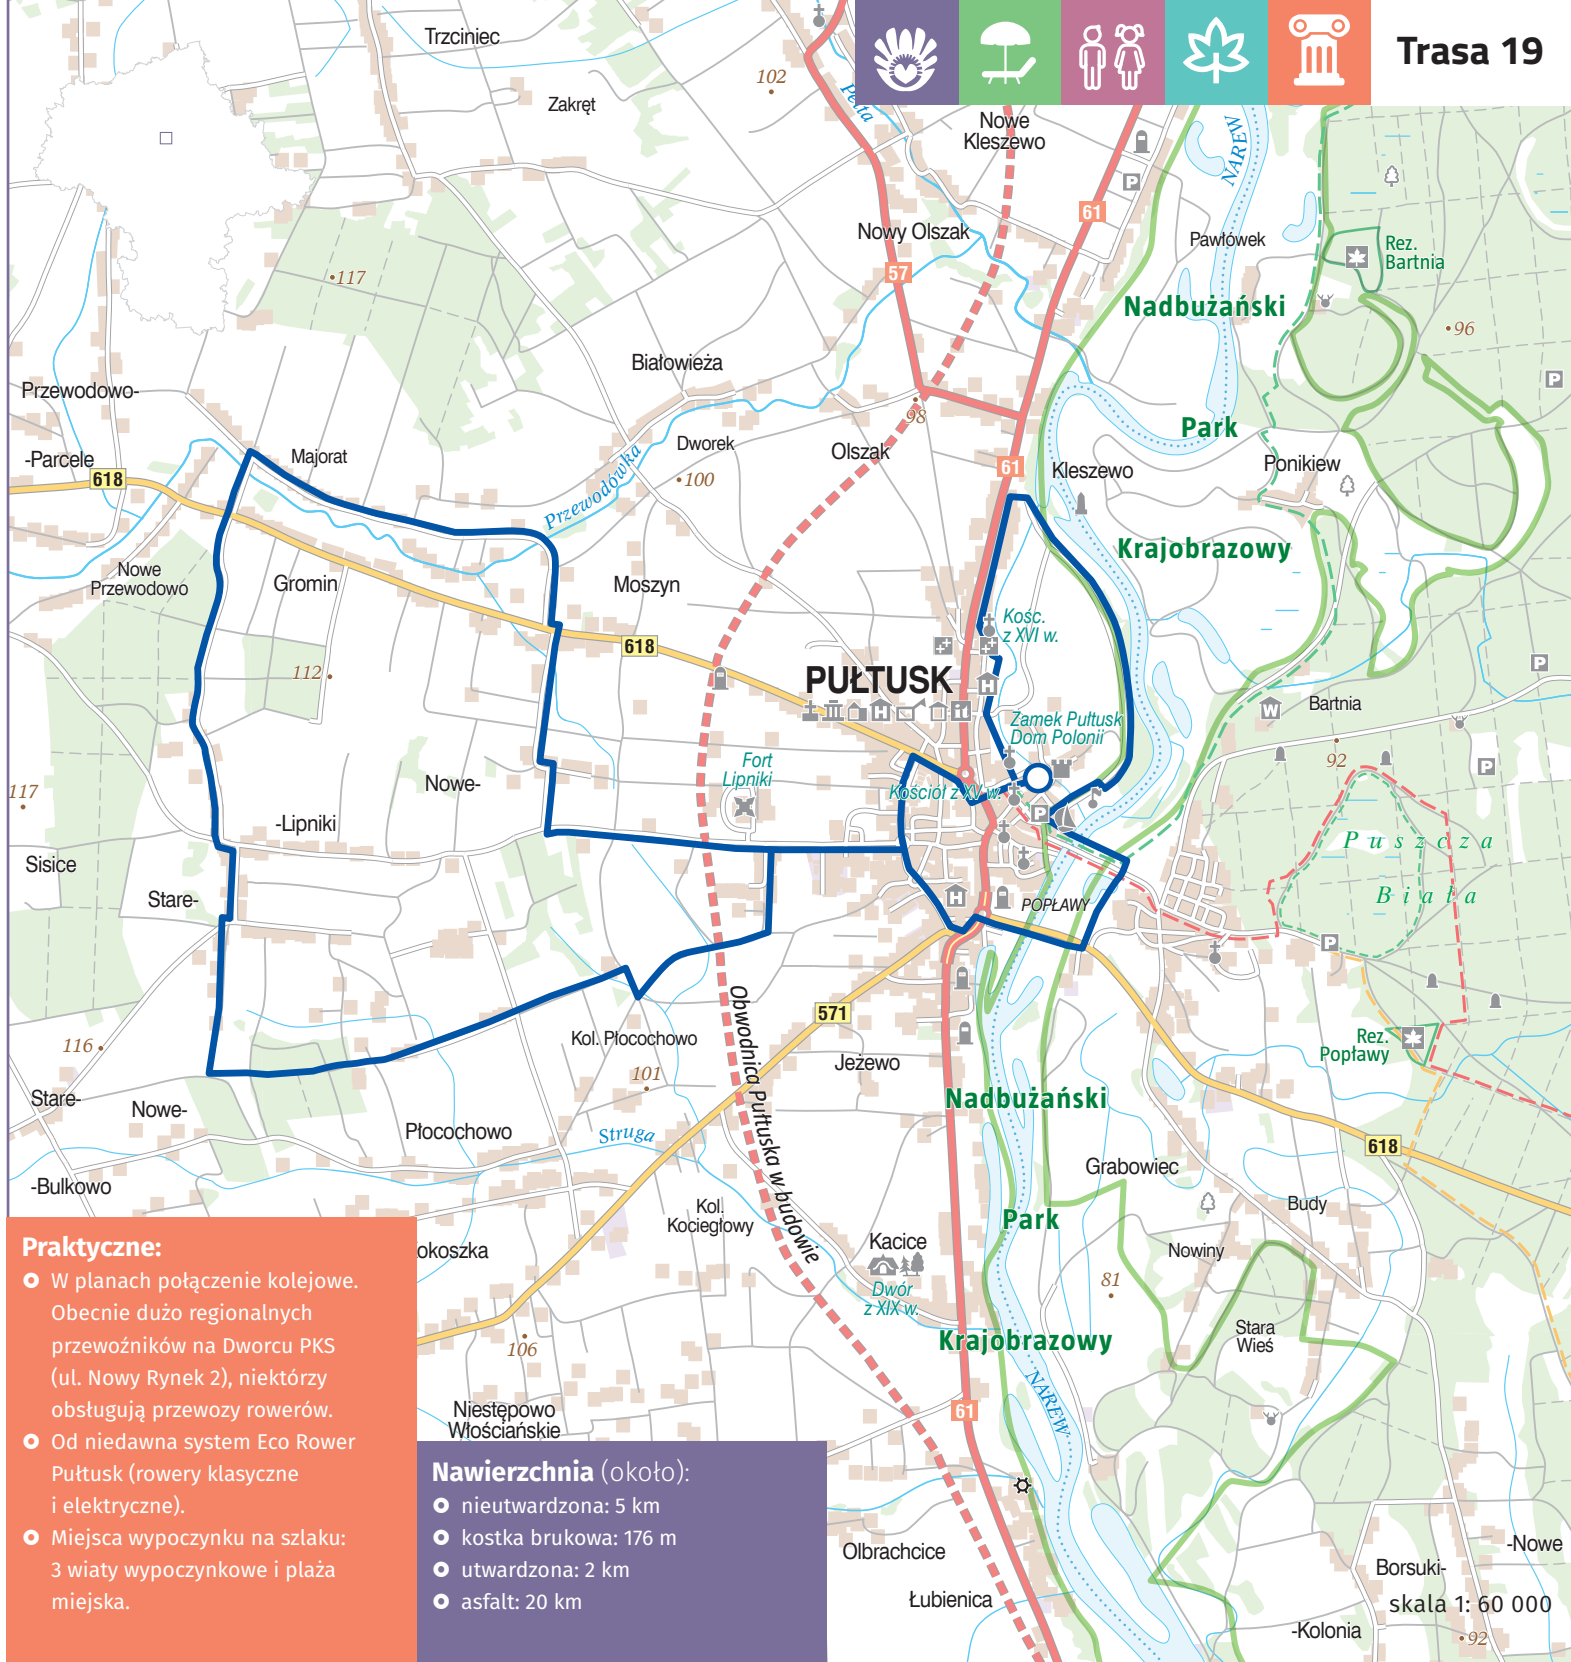 Trasa 19
Trzciniec
102
Zakręt
Pełta
Nowe
Kleszewo
NAREW
P
61
Nowy Olszak
Pawłówek
Rez.
Bartnia
57
117
Nadbużański
96
Białowieża
P
Przewodowo-
98
Park
Dworek
Olszak
-Parcele
Majorat
618
100
61
Kleszewo
Ponikiew
Przewodówka
Krajobrazowy
Nowe
Przewodowo
Gromin
Moszyn
Kośc.
z XVI w.
618
112
PUŁTUSK
H
P
Bartnia
W
Zamek Pułtusk
Dom Polonii
92
P
Fort
Lipniki
Nowe-
117
Kościół z XV w.
P
-Lipniki
Puszcza
Sisice
Biała
Stare-
H
POPŁAWY
P
Obwodnica Pułtuska w budowie
571
116
Kol. Płocochowo
Jeżewo
Rez.
Popławy
101
Stare-
Nowe-
Nadbużański
Płocochowo
Struga
618
Grabowiec
-Bulkowo
Kol.
Kociegłowy
Budy
Park
okoszka
Kacice
Nowiny
Dwór
z XIX w.
81
106
Krajobrazowy
Stara
Wieś
NAREW
61
Niestępowo
Włościańskie
Praktyczne:
W planach połączenie kolejowe.
Obecnie dużo regionalnych
przewoźników na Dworcu PKS
(ul. Nowy Rynek 2), niektórzy
obsługują przewozy rowerów.
Od niedawna system Eco Rower
Pułtusk (rowery klasyczne
i elektryczne).
Miejsca wypoczynku na szlaku:
3 wiaty wypoczynkowe i plaża
miejska.
Nawierzchnia (około):
nieutwardzona: 5 km
kostka brukowa: 176 m
utwardzona: 2 km
asfalt: 20 km
Olbrachcice
Łubienica
-Nowe
Borsuki-
skala 1: 60 000
-Kolonia
92